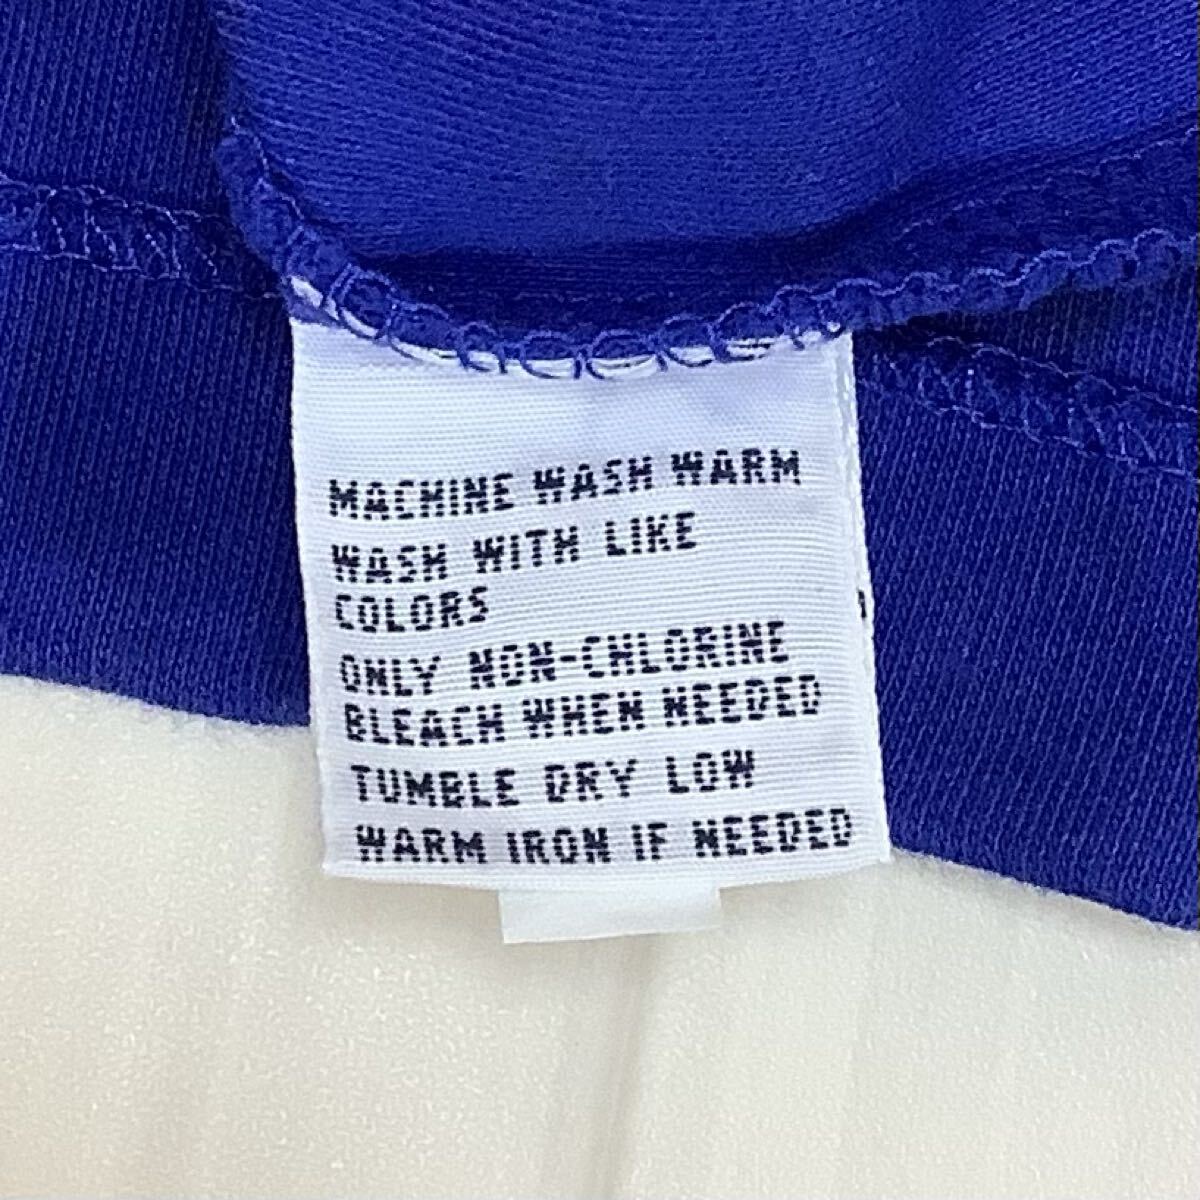 MACHINE WASH WARM
WASH WITH LIKE
COLORS
ONLY NON-CHLORINE
BLEACH WHEN NEEDED
TUMBLE DRY LOW
WARM IRON IF NEEDED